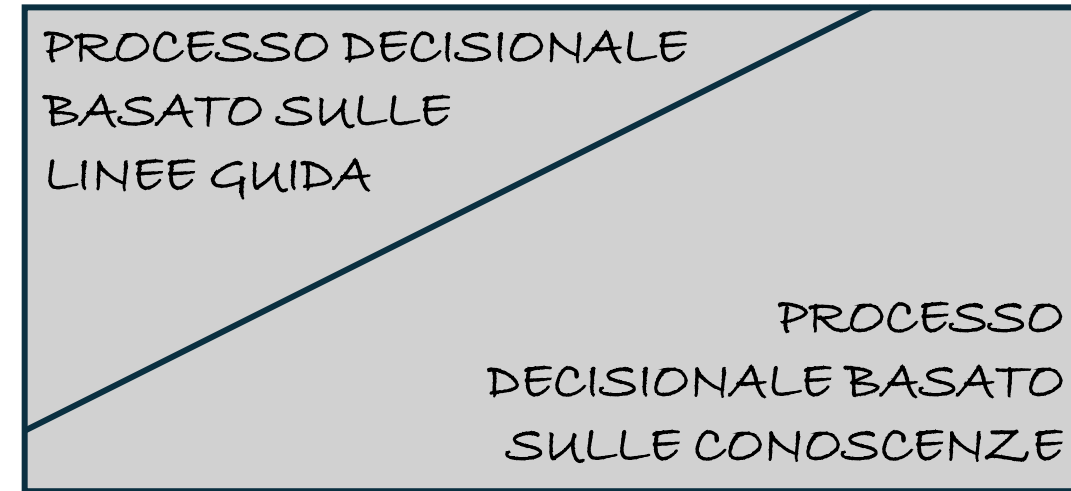 PROCESSO DECISIONALE
BASATO SULLE
LINEE GUIDA
PROCESSO
DECISIONALE BASATO
SULLE CONOSCENZE